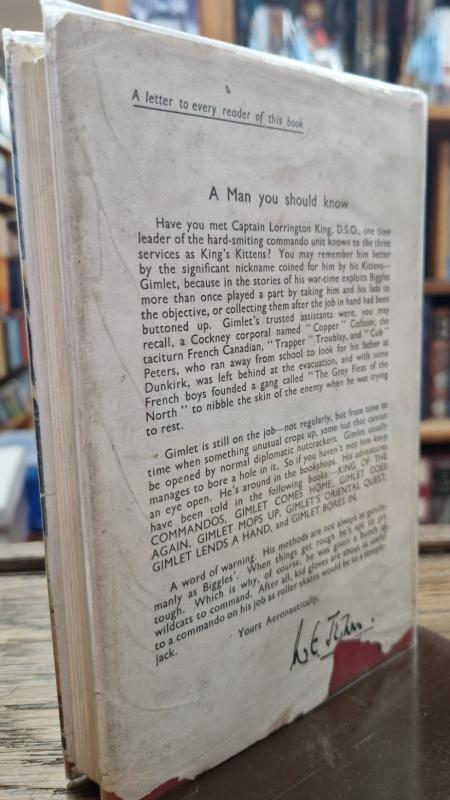 A letter to every reader of this book
A Man you should know
Have you met Captain Lorrington King, D.S.O., one time
leader of the hard-smiting commando unit known to the three
services as King's Kittens? You may remember him better
by the significant nickname coined for him by his Kittens—
Gimlet, because in the stories of his war-time exploits Biggles
more than once played a part by taking him and his lads to
the objective, or collecting them after the job in hand had been
buttoned up. Gimlet's trusted assistants were, you may
recall, a Cockney corporal named "Copper" Collson; the
taciturn French Canadian, "Trapper" Troublay, and "Cub"
Peters, who ran away from school to look for his father at
Dunkirk, was left behind at the evacuation, and with some
French boys founded a gang called "The Grey Fleas of the
North" to nibble the skin of the enemy when he was trying
to rest.
Gimlet is still on the job—not regularly, but from time to
time when something unusual crops up, some nut that cannot
be opened by normal diplomatic nutcrackers. Gimlet usually
manages to bore a hole in it. So if you haven't met him keep
an eye open. He's around in the bookshops. His adventures
have been told in the following books:—KING OF THE
COMMANDOS, GIMLET COMES HOME, GIMLET GOES
AGAIN, GIMLET MOPS UP, GIMLET'S ORIENTAL QUEST,
GIMLET LENDS A HAND, and GIMLET BORES IN.
A word of warning. His methods are not always as gentle-
manly as Biggles'. When things get rough he's apt to get
tough. Which is why, of course, he was given a bunch of
wildcats to command. After all, kid gloves are about as useful
to a commando on his job as roller skates would be to a steeple-
jack.
Yours Aeronautically,
W.E. Johns.